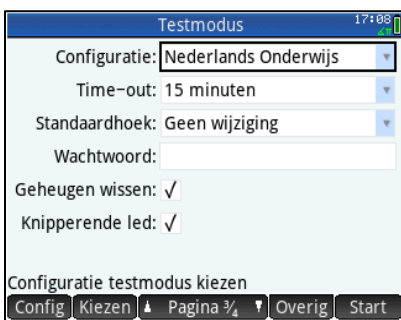 Testmodus 17:08
∠π
Configuratie: Nederlands Onderwijs
Time-out: 15 minuten
Standaardhoek: Geen wijziging
Wachtwoord:
Geheugen wissen: √
Knipperende led: √
Configuratie testmodus kiezen
Config Kiezen Pagina ¾ Overig Start